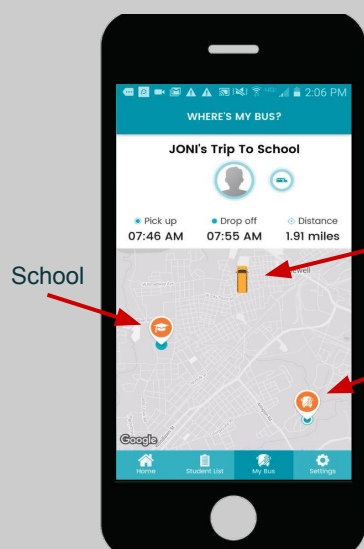 2:06 PM
WHERE'S MY BUS?
JONI's Trip To School
Pick up Drop off Distance
07:46 AM 07:55 AM 1.91 miles
School
Google
Home Student List My Bus Settings